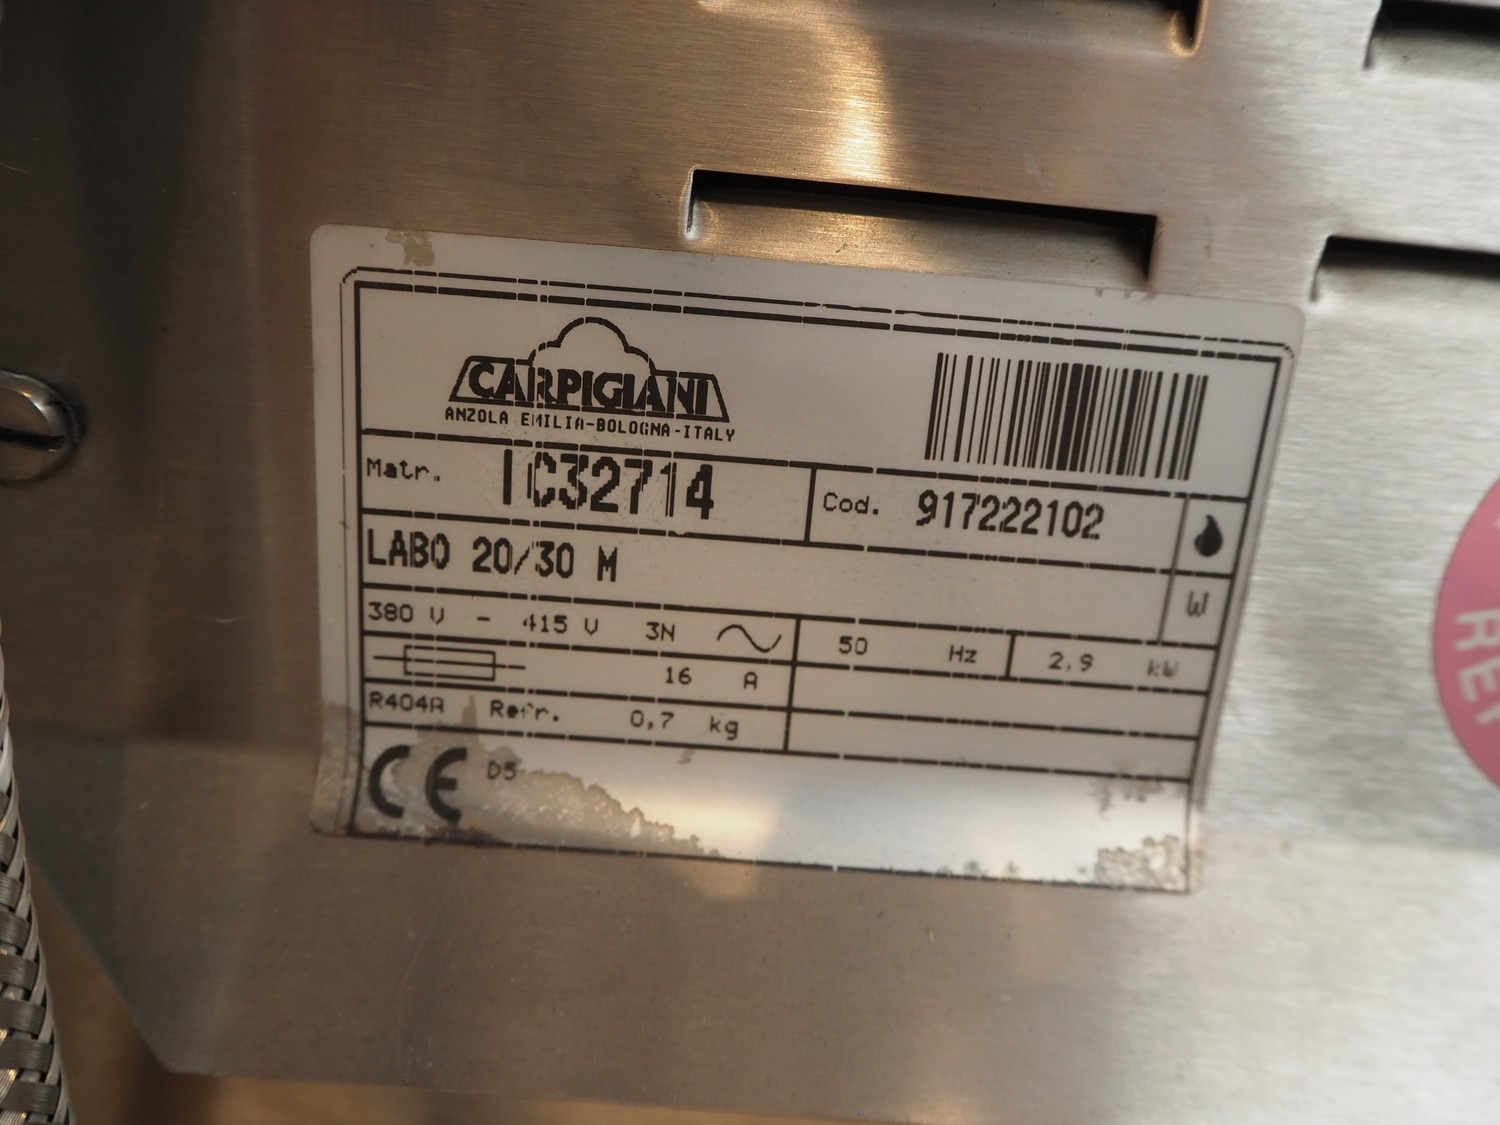 CARPIGIANI
ANZOLA EMILIA-BOLOGNA-ITALY
Matr. IC32714 Cod. 917222102
LABO 20/30 M
W
380 V - 415 V 3N 50 Hz 2,9 kW
16 A
R404A Refr. 0,7 kg
CE D5